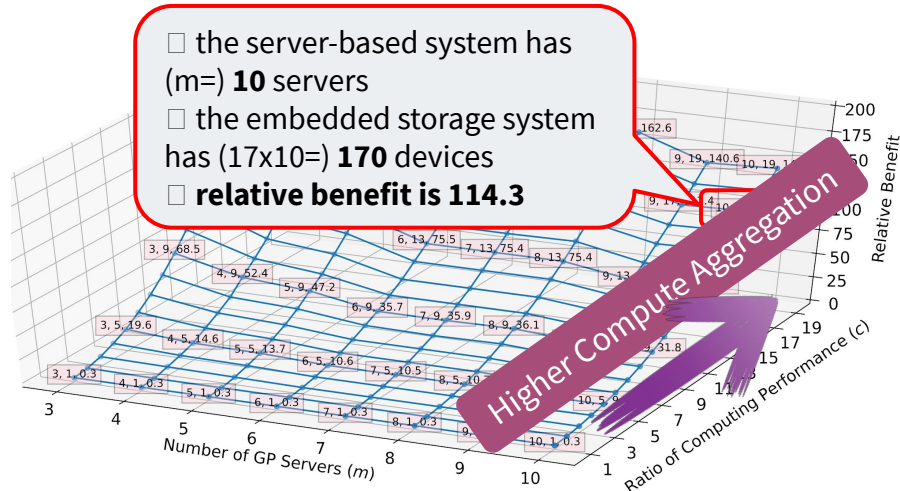 □ the server-based system has
(m=) 10 servers
□ the embedded storage system
has (17x10=) 170 devices
□ relative benefit is 114.3
Higher Compute Aggregation
200
175
100
75
50
25
0
Relative Benefit
162.6
9, 19, 140.6
10, 19
3, 9, 68.5
6, 13, 75.5
7, 13, 75.4
8, 13, 75.4
9, 13
4, 9, 52.4
5, 9, 47.2
6, 9, 35.7
7, 9, 35.9
8, 9, 36.1
9, 31.8
3, 5, 19.6
4, 5, 14.6
5, 5, 13.7
6, 5, 10.6
7, 5, 10.5
8, 5, 10
10, 5, 9
3, 1, 0.3
4, 1, 0.3
5, 1, 0.3
6, 1, 0.3
7, 1, 0.3
8, 1, 0.3
9,
10, 1, 0.3
3
4
5
6
7
8
9
10
Number of GP Servers (m)
1
3
5
7
9
11
13
15
17
19
Ratio of Computing Performance (c)